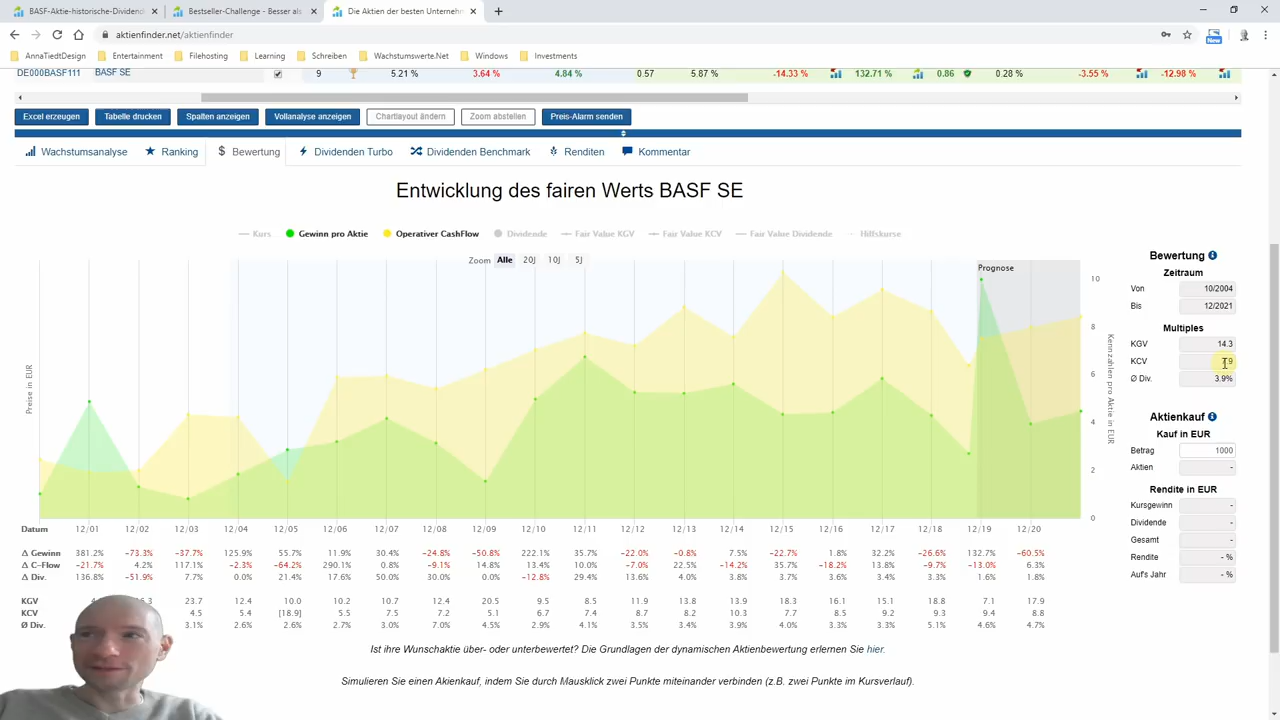 BASF-Aktie-historische-Dividend
Bestseller-Challenge - Besser als
Die Aktien der besten Unternehm
aktienfinder.net/aktienfinder
New
AnnaTiedtDesign Entertainment Filehosting Learning Schreiben Wachstumswerte.Net Windows Investments
DE000BASF111 BASF SE 9 5.21 % 3.64 % 4.84 % 0.57 5.87 % -14.33 % 132.71 % 0.86 0.28 % -3.55 % -12.98 %
Excel erzeugen Tabelle drucken Spalten anzeigen Vollanalyse anzeigen Chartlayout ändern Zoom abstellen Preis-Alarm senden
Wachstumsanalyse Ranking Bewertung Dividenden Turbo Dividenden Benchmark Renditen Kommentar
Entwicklung des fairen Werts BASF SE
Kurs Gewinn pro Aktie Operativer CashFlow Dividende Fair Value KGV Fair Value KCV Fair Value Dividende Hilfskurse
Zoom Alle 20J 10J 5J
Prognose
Preise in EUR
10
8
6
4
2
0
Kennzahlen pro Aktie in EUR
Bewertung
Zeitraum
Von 10/2004
Bis 12/2021
Multiples
KGV 14.3
KCV
Ø Div. 3.9%
Aktienkauf
Kauf in EUR
Betrag 1000
Aktien -
Rendite in EUR
Kursgewinn -
Dividende -
Gesamt -
Rendite - %
Auf's Jahr - %
Datum 12/01 12/02 12/03 12/04 12/05 12/06 12/07 12/08 12/09 12/10 12/11 12/12 12/13 12/14 12/15 12/16 12/17 12/18 12/19 12/20
Δ Gewinn 381.2% -73.3% -37.7% 125.9% 55.7% 11.9% 30.4% -24.8% -50.8% 222.1% 35.7% -22.0% -0.8% 7.5% -22.7% 1.8% 32.2% -26.6% 132.7% -60.5%
Δ C-Flow -21.7% 4.2% 117.1% -2.3% -64.2% 290.1% 0.8% -9.1% 14.8% 13.4% 10.0% -7.0% 22.5% -14.2% 35.7% -18.2% 13.8% -9.7% -13.0% 6.3%
Δ Div. 136.8% -51.9% 7.7% 0.0% 21.4% 17.6% 50.0% 30.0% 0.0% -12.8% 29.4% 13.6% 4.0% 3.8% 3.7% 3.6% 3.4% 3.3% 1.6% 1.8%
KGV 23.7 12.4 10.0 10.2 10.7 12.4 20.5 9.5 8.5 11.9 13.8 13.9 18.3 16.1 15.1 18.8 7.1 17.9
KCV 4.5 5.4 [18.9] 5.5 7.5 7.2 5.1 6.7 7.4 8.7 8.2 7.7 10.3 8.5 9.2 9.3 9.4 8.8
Ø Div. 3.1% 2.6% 2.6% 2.7% 3.0% 7.0% 4.5% 2.9% 4.1% 3.5% 3.4% 3.9% 4.0% 3.3% 3.3% 5.1% 4.6% 4.7%
Ist ihre Wunschaktie über- oder unterbewertet? Die Grundlagen der dynamischen Aktienbewertung erlernen Sie hier.
Simulieren Sie einen Akienkauf, indem Sie durch Mausklick zwei Punkte miteinander verbinden (z.B. zwei Punkte im Kursverlauf).